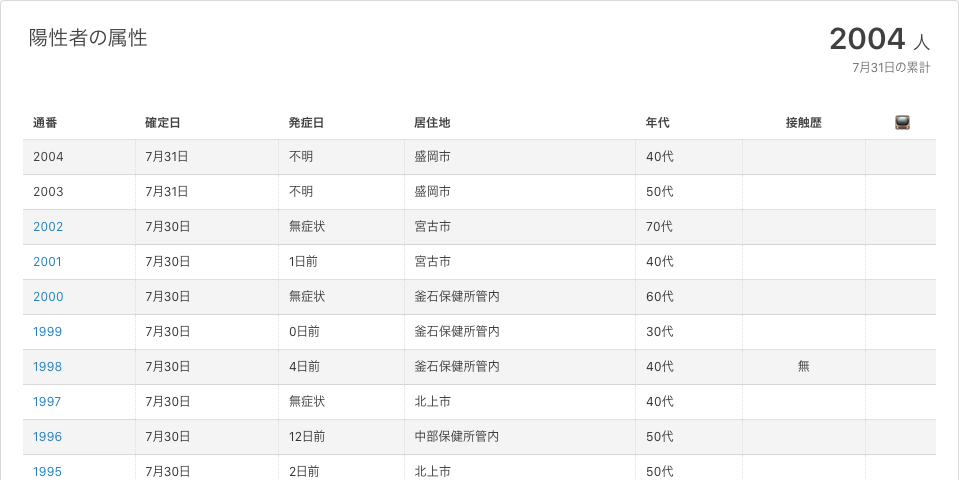 陽性者の属性
2004 人
7月31日の累計
通番 確定日 発症日 居住地 年代 接触歴
2004 7月31日 不明 盛岡市 40代
2003 7月31日 不明 盛岡市 50代
2002 7月30日 無症状 宮古市 70代
2001 7月30日 1日前 宮古市 40代
2000 7月30日 無症状 釜石保健所管内 60代
1999 7月30日 0日前 釜石保健所管内 30代
1998 7月30日 4日前 釜石保健所管内 40代 無
1997 7月30日 無症状 北上市 40代
1996 7月30日 12日前 中部保健所管内 50代
1995 7月30日 2日前 北上市 50代